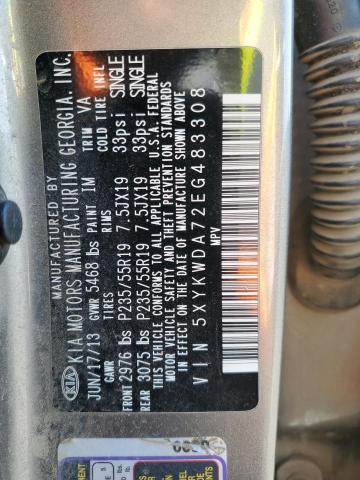 MANUFACTURED BY
KIA KIA MOTORS MANUFACTURING GEORGIA, INC.
JUN/17/13 GVWR 5468 lbs PAINT IM TRIM VA
GAWR TIRES RIMS COLD TIRE INFL
FRONT 2976 lbs P235/55R19 7.5JX19 33psi SINGLE
REAR 3075 lbs P235/55R19 7.5JX19 33psi SINGLE
THIS VEHICLE CONFORMS TO ALL APPLICABLE U.S.A. FEDERAL
MOTOR VEHICLE SAFETY AND THEFT PREVENTION STANDARDS
IN EFFECT ON THE DATE OF MANUFACTURE SHOWN ABOVE
VIN 5XYKWDA72EG483308
MPV